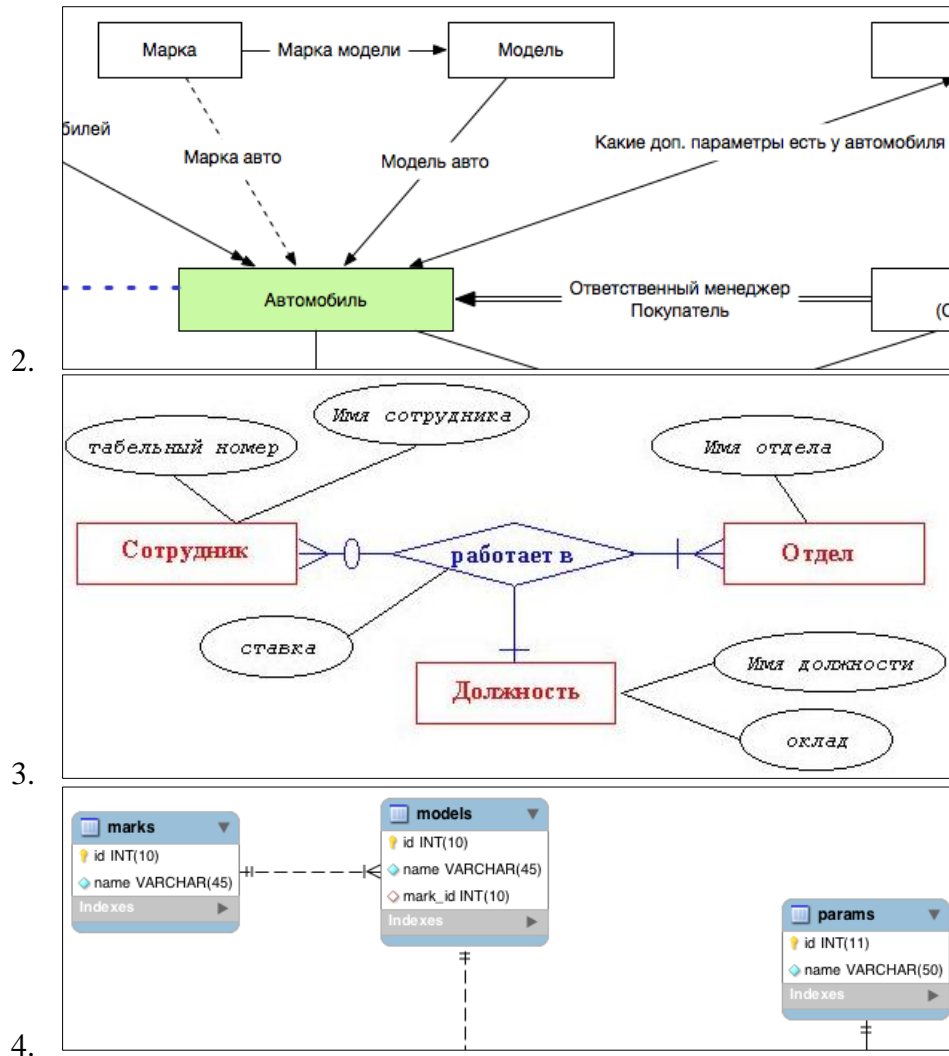 Марка
Марка модели
Модель
билей
Марка авто
Модель авто
Какие доп. параметры есть у автомобиля
Автомобиль
Ответственный менеджер
Покупатель
(С
2.
Имя сотрудника
табельный номер
Имя отдела
Сотрудник
работает в
Отдел
ставка
Должность
Имя должности
оклад
3.
marks
id INT(10)
name VARCHAR(45)
Indexes
models
id INT(10)
name VARCHAR(45)
mark_id INT(10)
Indexes
params
id INT(11)
name VARCHAR(50)
Indexes
4.